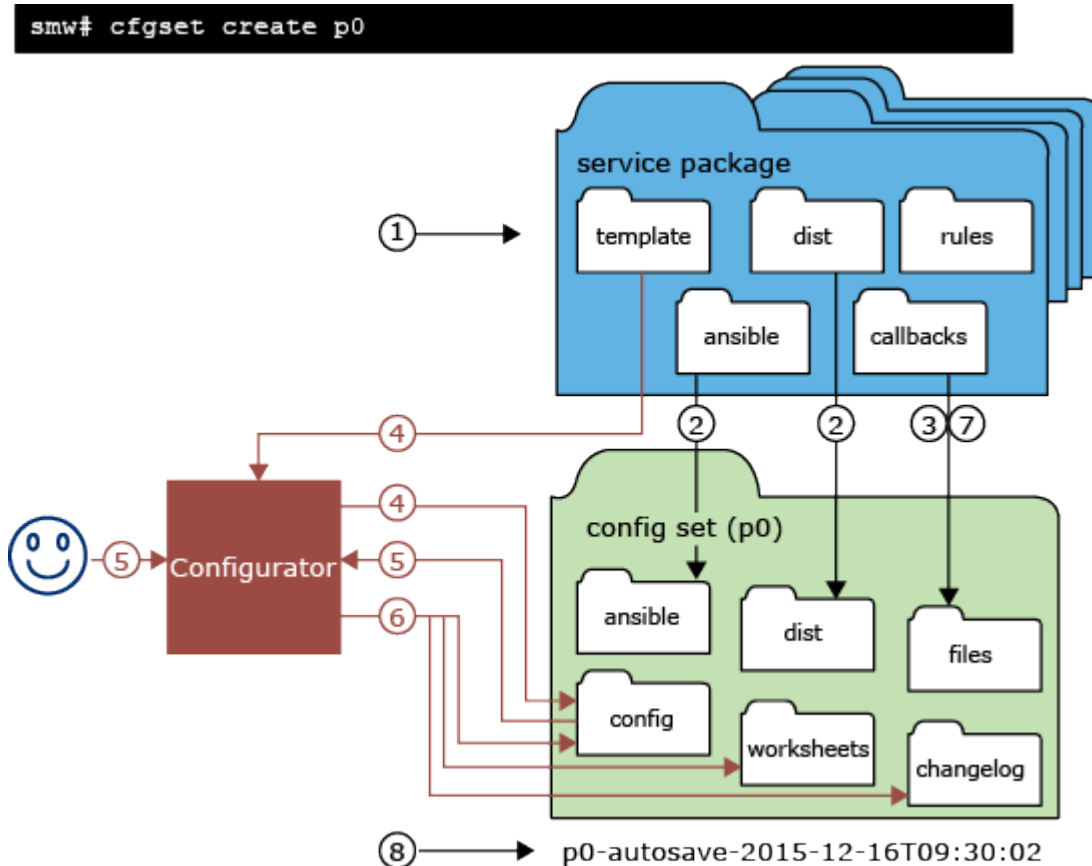 smw# cfgset create p0
service package
template
dist
rules
1
ansible
callbacks
2
2
3
7
4
4
config set (p0)
5
Configurator
5
ansible
dist
files
6
config
worksheets
changelog
8
p0-autosave-2015-12-16T09:30:02